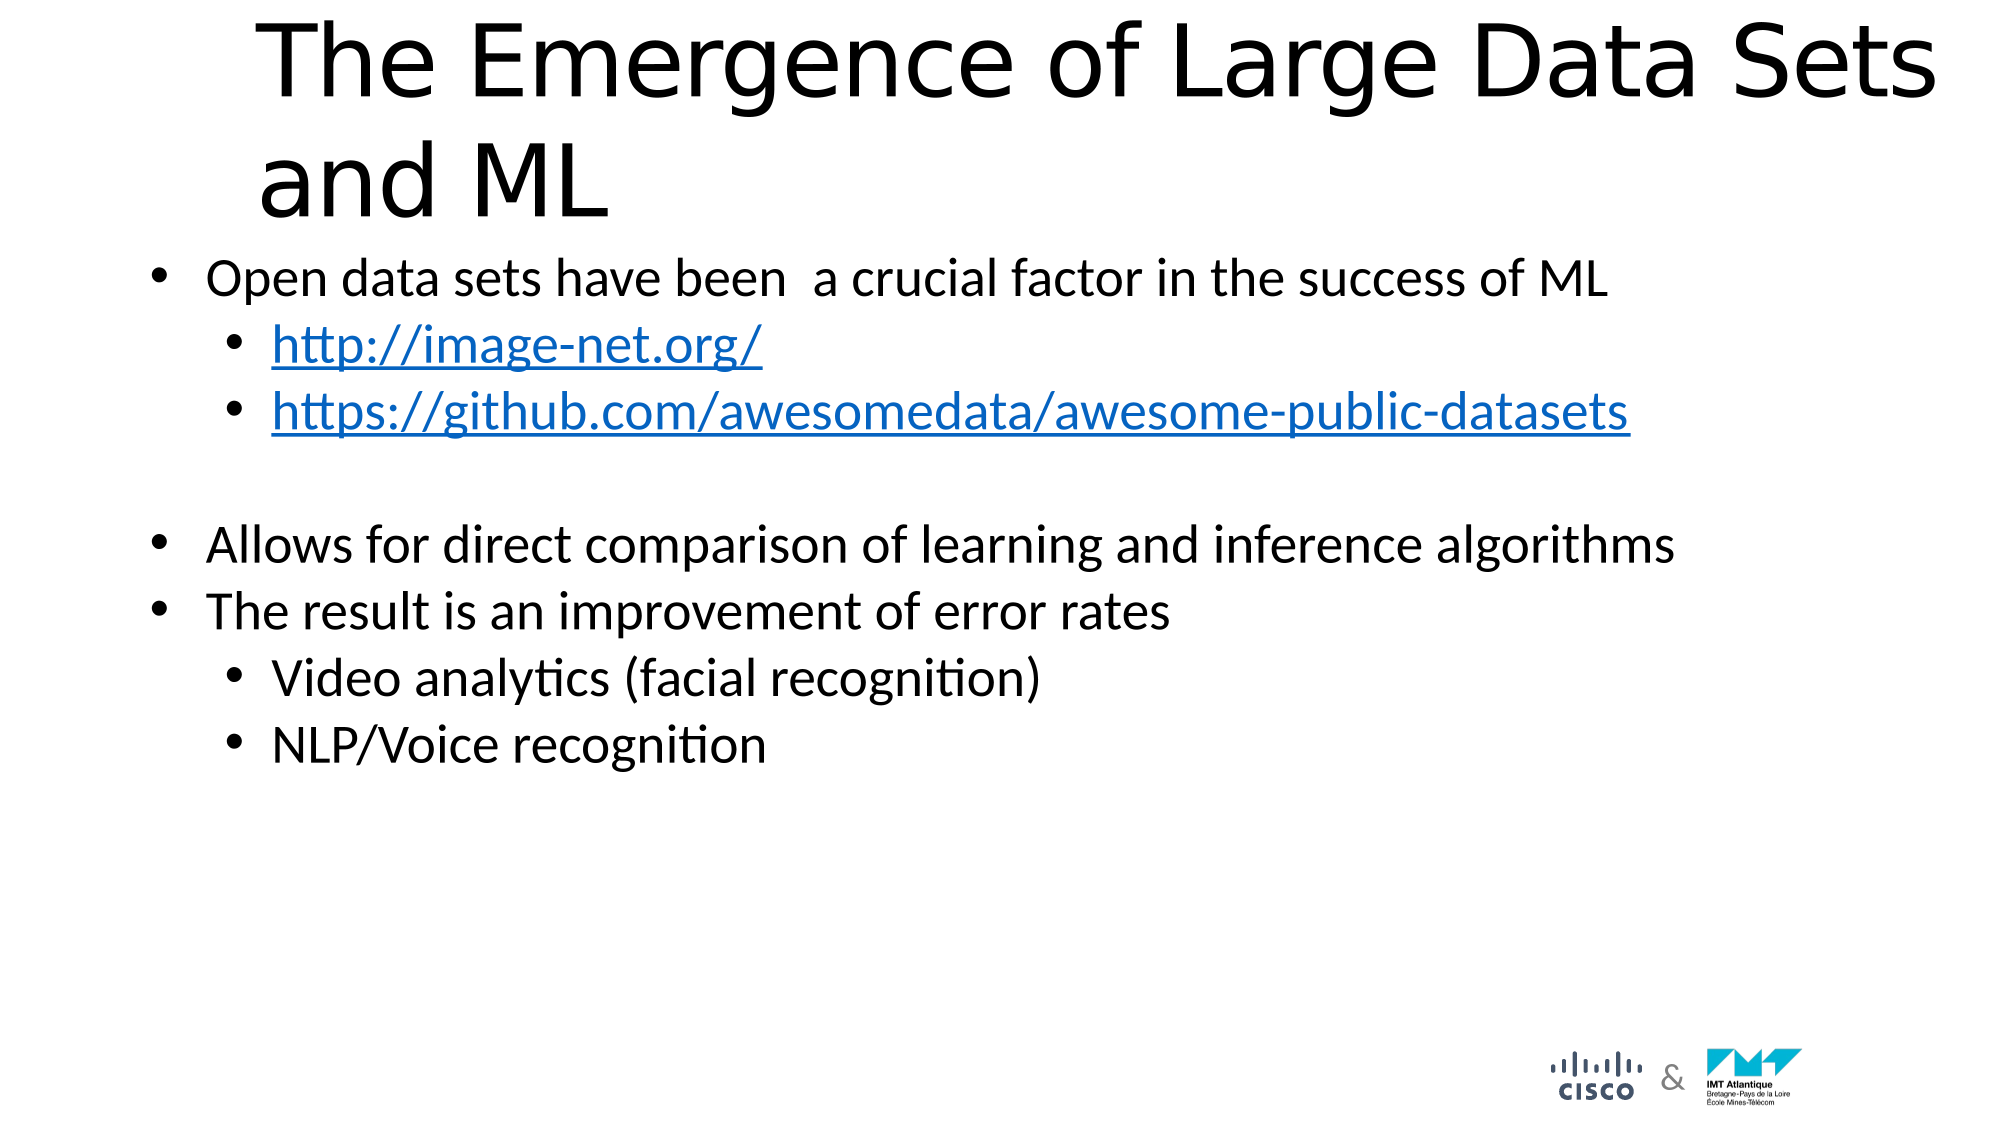 The Emergence of Large Data Sets
and ML
• Open data sets have been  a crucial factor in the success of ML
• http://image-net.org/
• https://github.com/awesomedata/awesome-public-datasets
• Allows for direct comparison of learning and inference algorithms
• The result is an improvement of error rates
• Video analytics (facial recognition)
• NLP/Voice recognition
CISCO & IMT Atlantique
Bretagne-Pays de la Loire
École Mines-Télécom